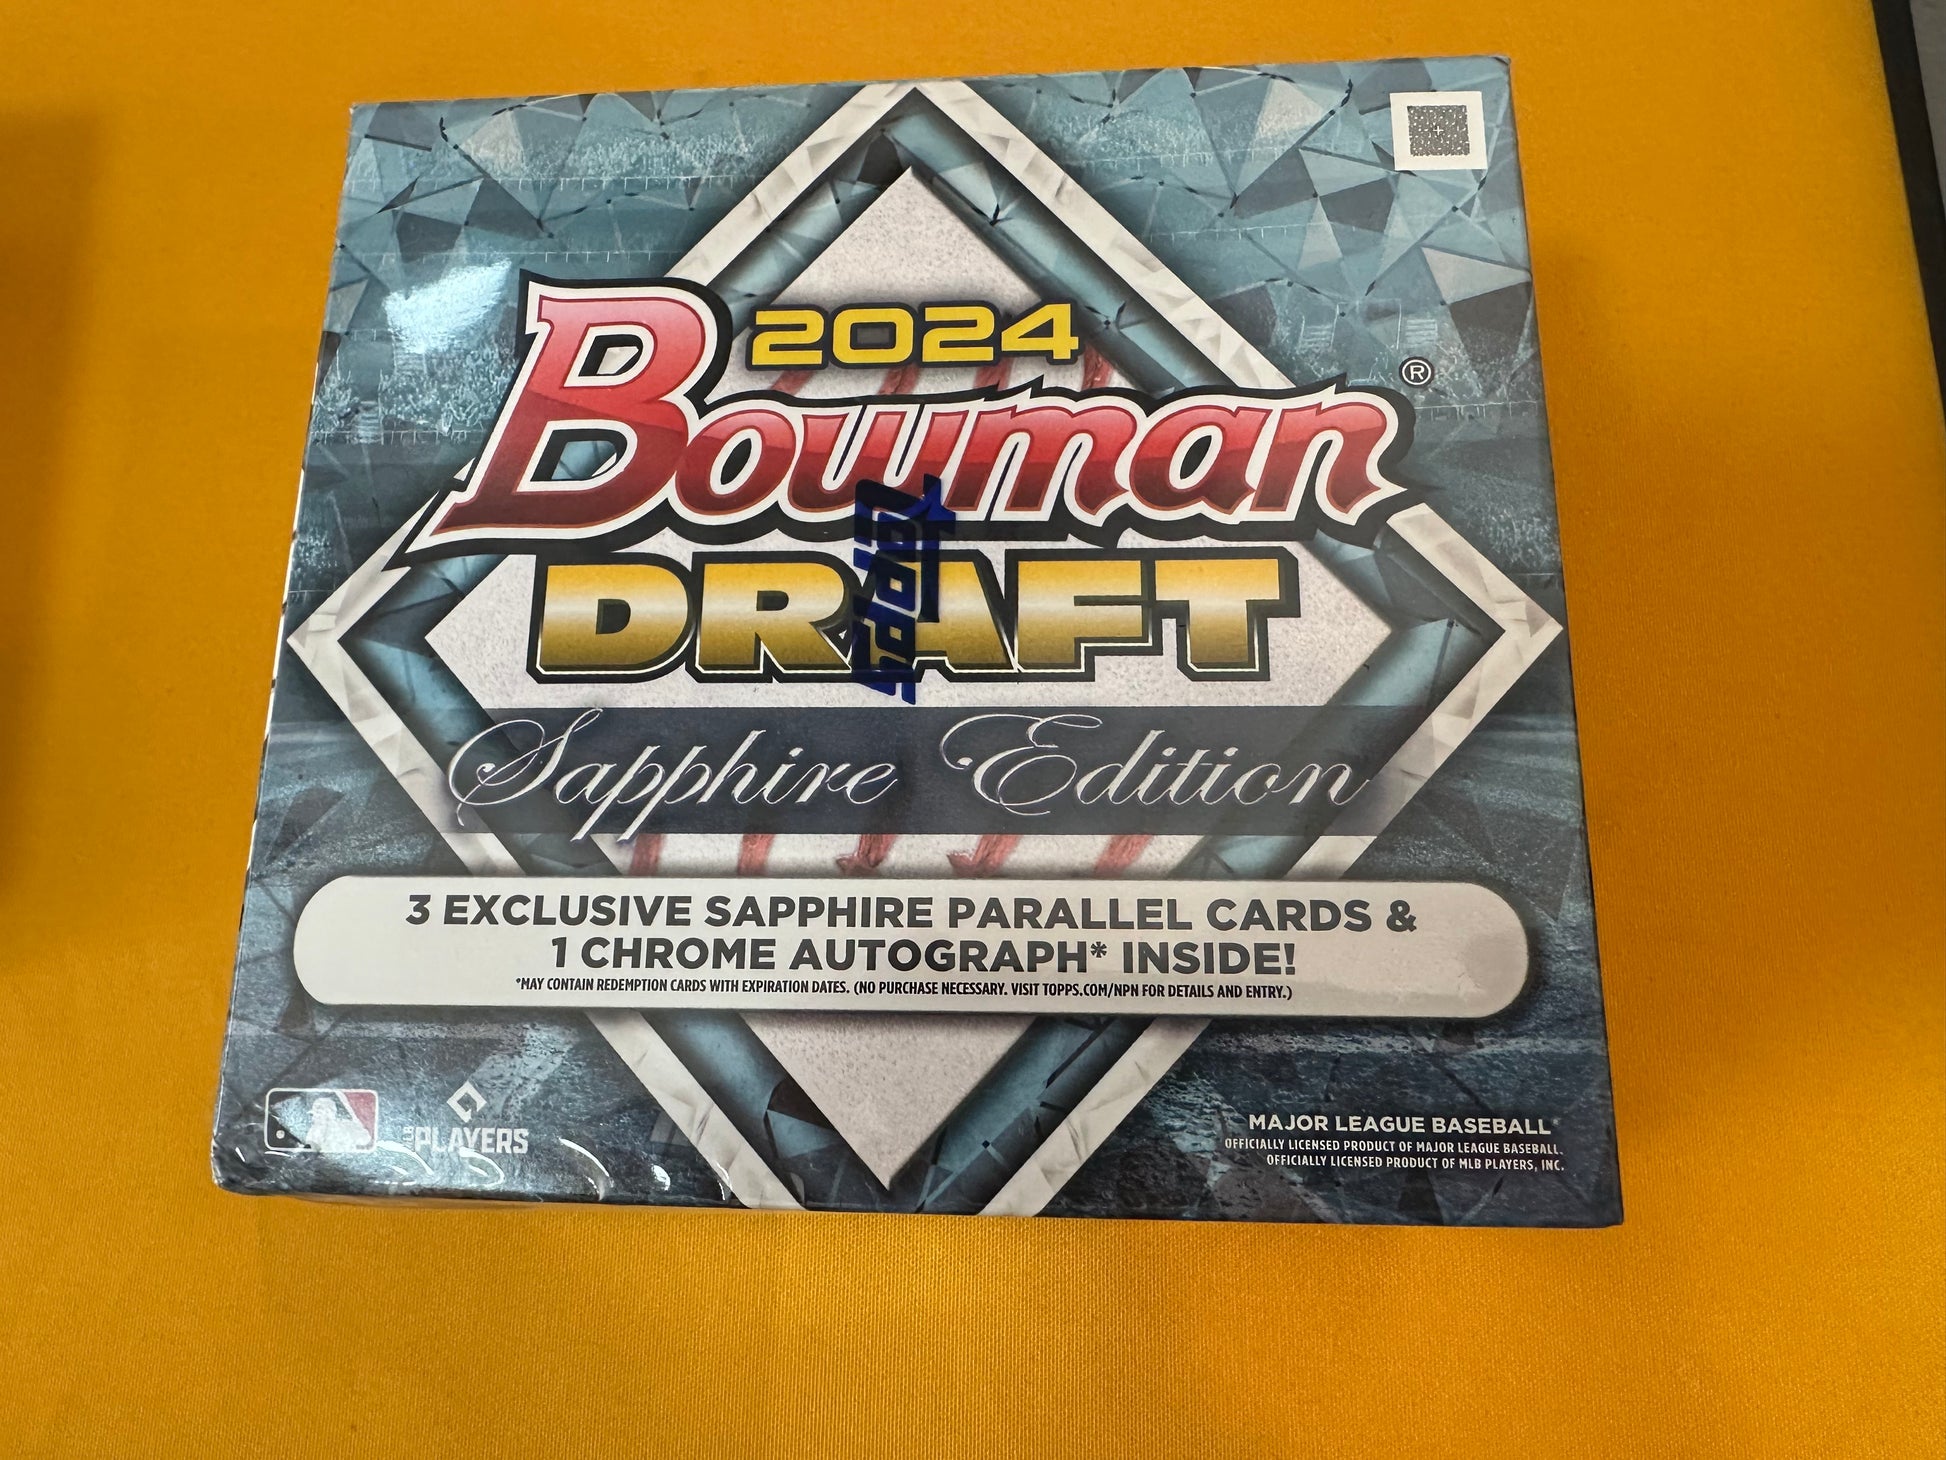 2024
Bowman®
DRAFT
Topps
Sapphire Edition
3 EXCLUSIVE SAPPHIRE PARALLEL CARDS &
1 CHROME AUTOGRAPH* INSIDE!
*MAY CONTAIN REDEMPTION CARDS WITH EXPIRATION DATES. (NO PURCHASE NECESSARY. VISIT TOPPS.COM/NPN FOR DETAILS AND ENTRY.)
MLB PLAYERS
MAJOR LEAGUE BASEBALL®
OFFICIALLY LICENSED PRODUCT OF MAJOR LEAGUE BASEBALL.
OFFICIALLY LICENSED PRODUCT OF MLB PLAYERS, INC.